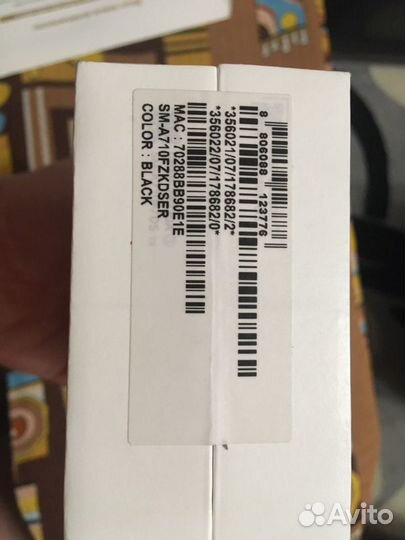 8 806088 123776
*356021/07/178682/2*
*356022/07/178682/0*
MAC : 70288BB90E1E
SM-A710FZKDSER
COLOR : BLACK
Avito